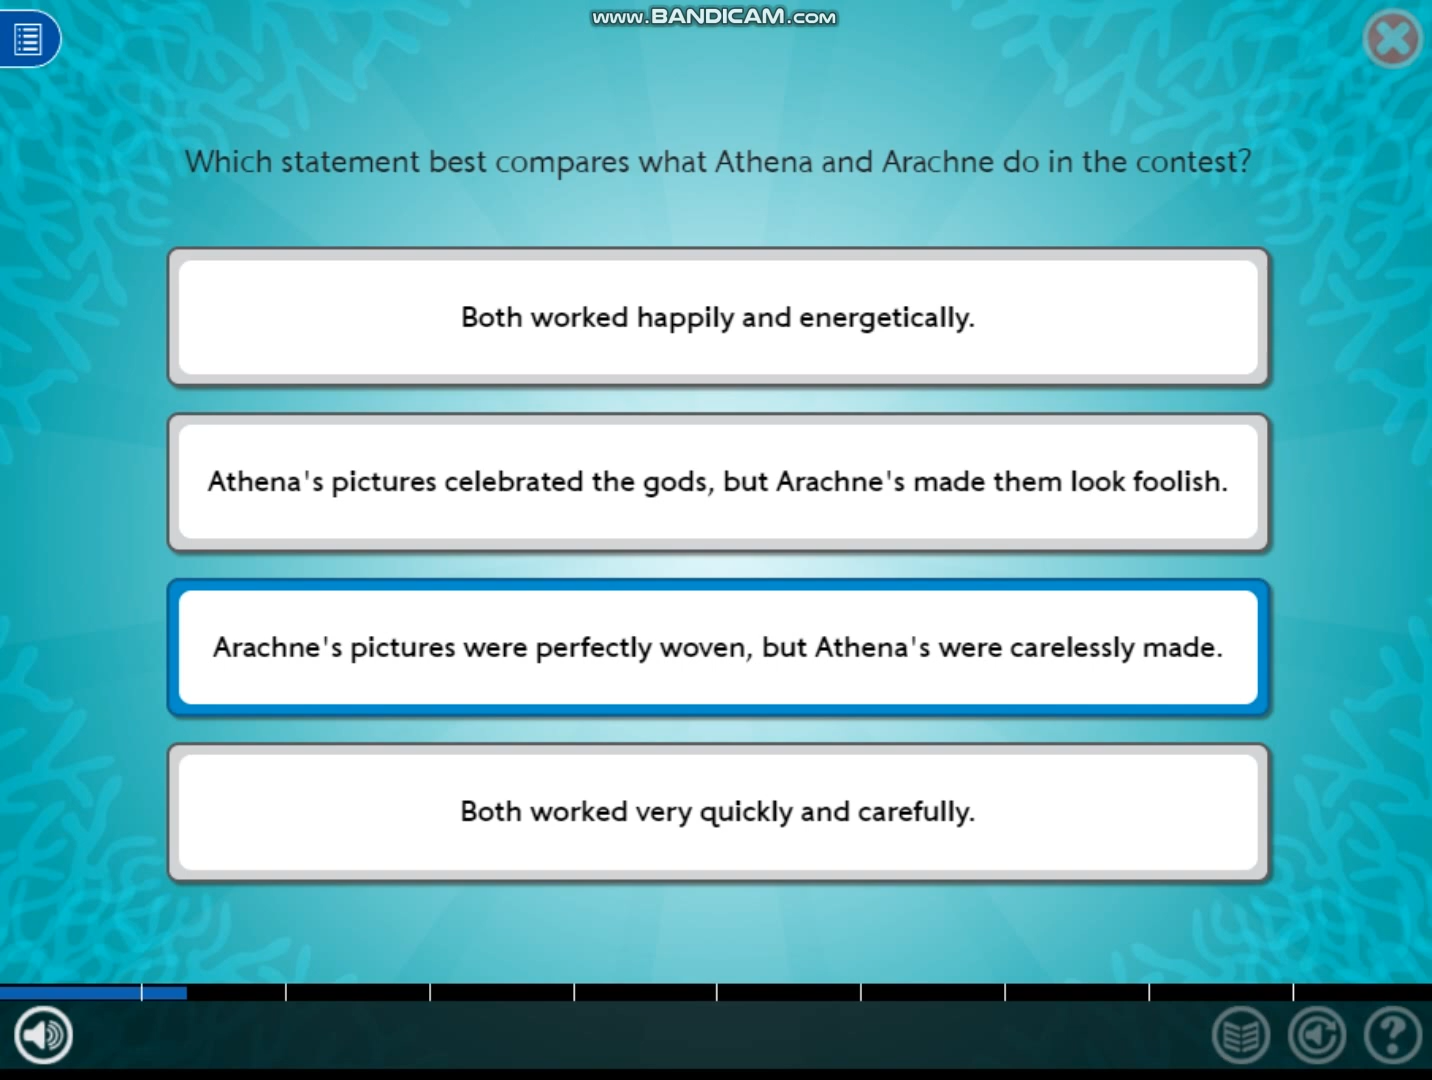 www.BANDICAM.com
Which statement best compares what Athena and Arachne do in the contest?
Both worked happily and energetically.
Athena's pictures celebrated the gods, but Arachne's made them look foolish.
Arachne's pictures were perfectly woven, but Athena's were carelessly made.
Both worked very quickly and carefully.
?